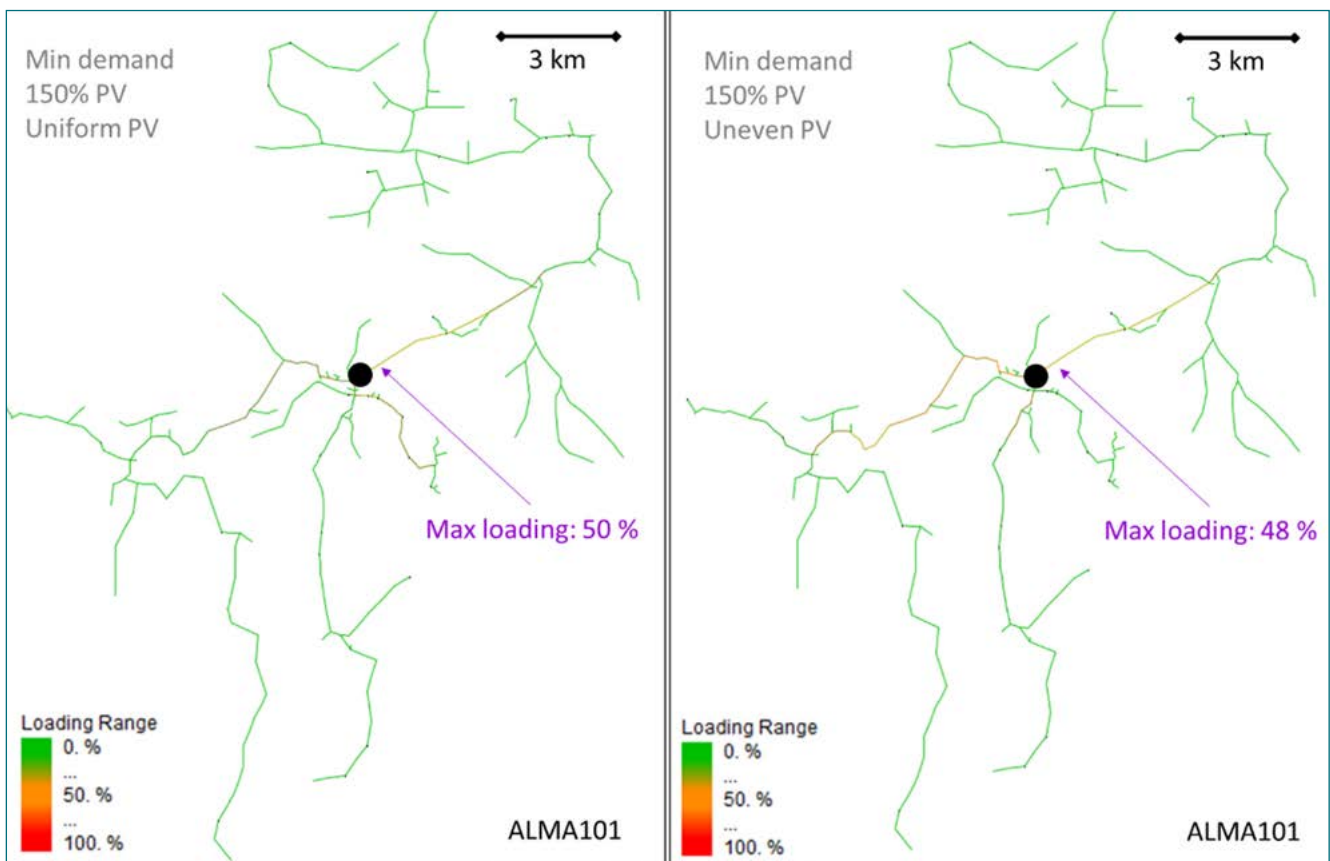 Min demand
150% PV
Uniform PV
3 km
Max loading: 50 %
Loading Range
0. %
...
50. %
...
100. %
ALMA101
Min demand
150% PV
Uneven PV
3 km
Max loading: 48 %
Loading Range
0. %
...
50. %
...
100. %
ALMA101